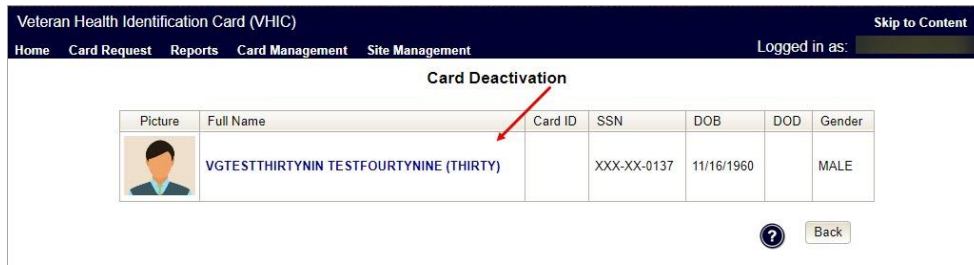 Veteran Health Identification Card (VHIC)
Skip to Content
Home Card Request Reports Card Management Site Management
Logged in as:
Card Deactivation
Picture Full Name Card ID SSN DOB DOD Gender
VGTESTTHIRTYNIN TESTFOURTYNINE (THIRTY) XXX-XX-0137 11/16/1960 MALE
? Back